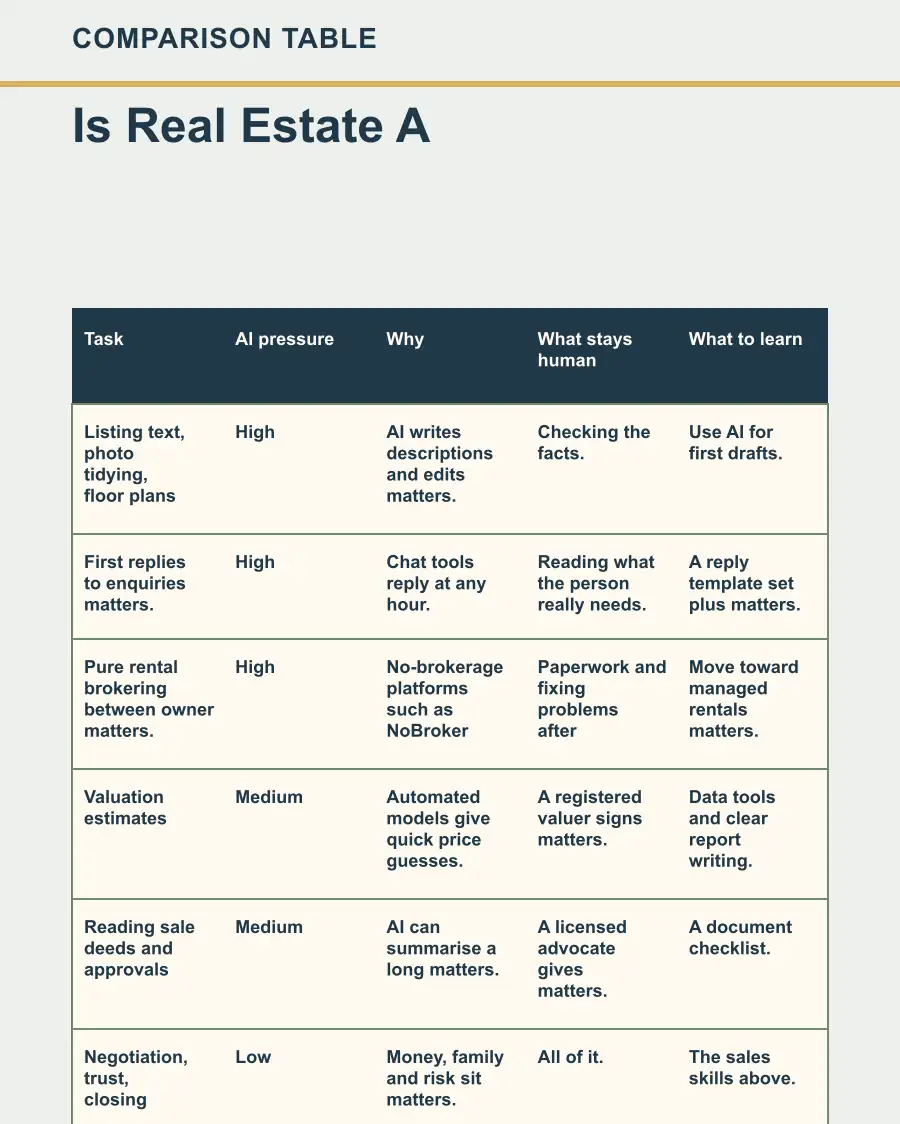 COMPARISON TABLE
Is Real Estate A
Task
AI pressure
Why
What stays
human
What to learn
Listing text,
photo
tidying,
floor plans
High
AI writes
descriptions
and edits
matters.
Checking the
facts.
Use AI for
first drafts.
First replies
to enquiries
matters.
High
Chat tools
reply at any
hour.
Reading what
the person
really needs.
A reply
template set
plus matters.
Pure rental
brokering
between owner
matters.
High
No-brokerage
platforms
such as
NoBroker
Paperwork and
fixing
problems
after
Move toward
managed
rentals
matters.
Valuation
estimates
Medium
Automated
models give
quick price
guesses.
A registered
valuer signs
matters.
Data tools
and clear
report
writing.
Reading sale
deeds and
approvals
Medium
AI can
summarise a
long matters.
A licensed
advocate
gives
matters.
A document
checklist.
Negotiation,
trust,
closing
Low
Money, family
and risk sit
matters.
All of it.
The sales
skills above.